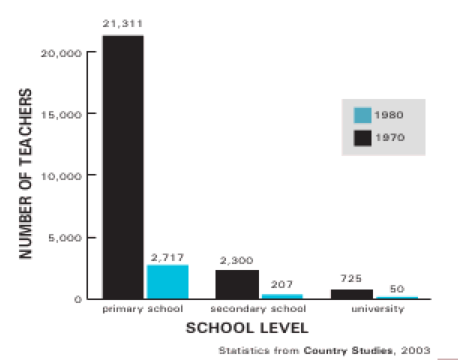 21,311
20,000
15,000
10,000
5,000
0
NUMBER OF TEACHERS
1980
1970
2,717
2,300
207
725
50
primary school
secondary school
university
SCHOOL LEVEL
Statistics from Country Studies, 2003